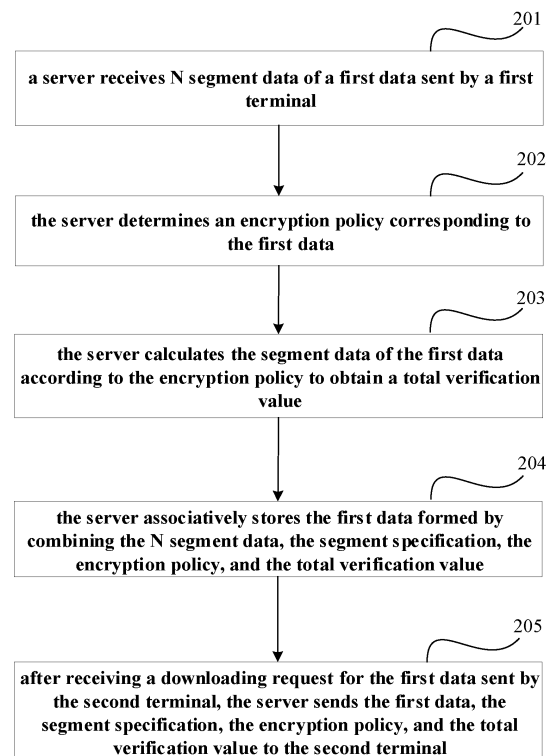 201
a server receives N segment data of a first data sent by a first
terminal
202
the server determines an encryption policy corresponding to
the first data
203
the server calculates the segment data of the first data
according to the encryption policy to obtain a total verification
value
204
the server associatively stores the first data formed by
combining the N segment data, the segment specification, the
encryption policy, and the total verification value
205
after receiving a downloading request for the first data sent by
the second terminal, the server sends the first data, the
segment specification, the encryption policy, and the total
verification value to the second terminal